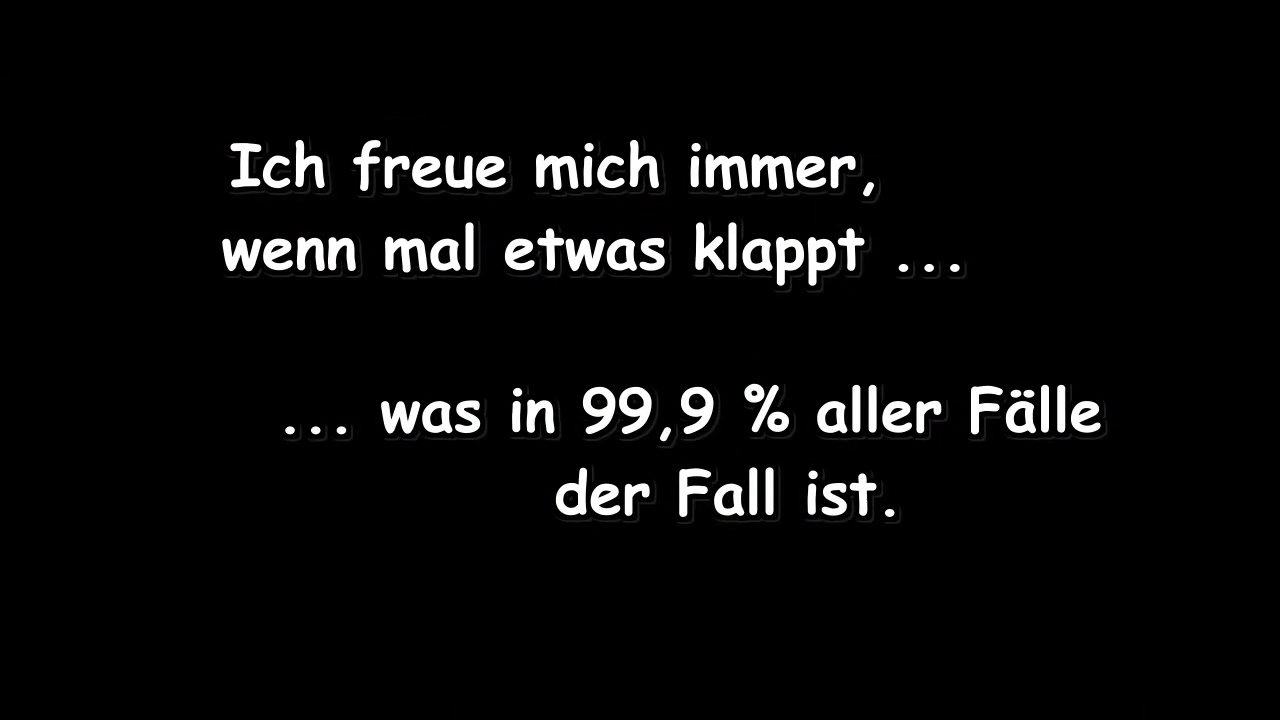 Ich freue mich immer,
wenn mal etwas klappt ...
... was in 99,9 % aller Fälle
der Fall ist.